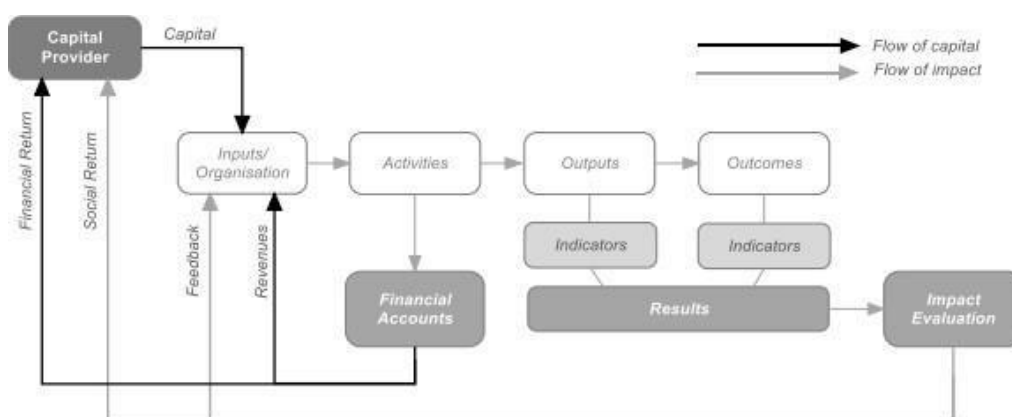 Capital
Provider
Capital
Flow of capital
Flow of impact
Financial Return
Social Return
Inputs/
Organisation
Activities
Outputs
Outcomes
Feedback
Revenues
Indicators
Indicators
Financial
Accounts
Results
Impact
Evaluation